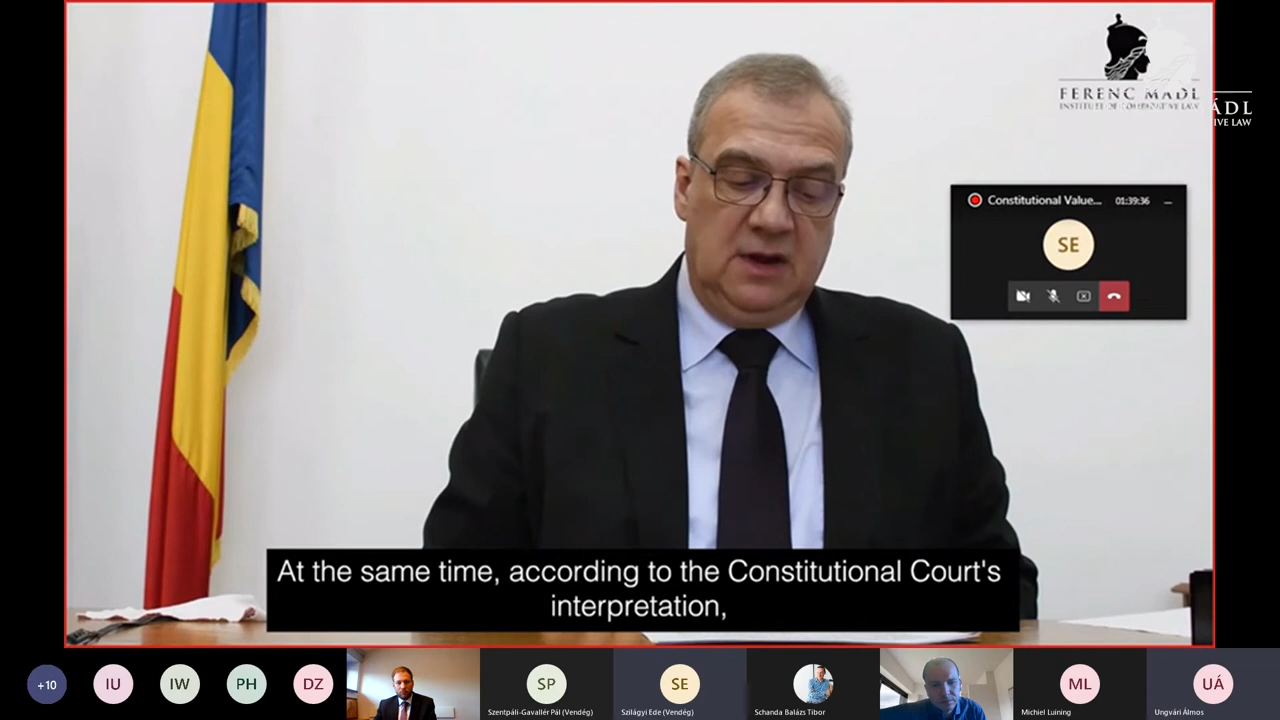 FERENC MÁDL
INSTITUTE OF COMPARATIVE LAW
ÁDL
IVE LAW
Constitutional Value... 01:39:36
SE
At the same time, according to the Constitutional Court's
interpretation,
+10 IU IW PH DZ SP SE ML UÁ
Szentpáli-Gavallér Pál (Vendég) Szilágyi Ede (Vendég) Schanda Balázs Tibor Michiel Luining Ungvári Álmos